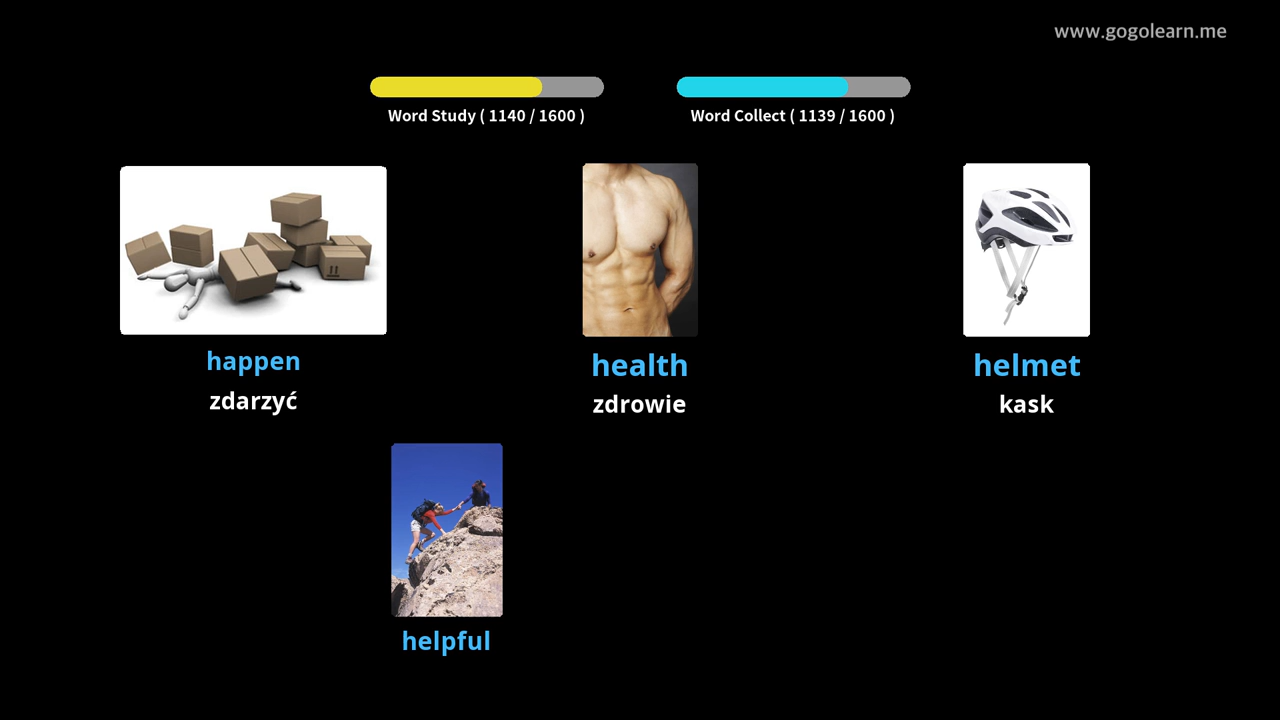 www.gogolearn.me
Word Study ( 1140 / 1600 )
Word Collect ( 1139 / 1600 )
happen
zdarzyć
health
zdrowie
helmet
kask
helpful